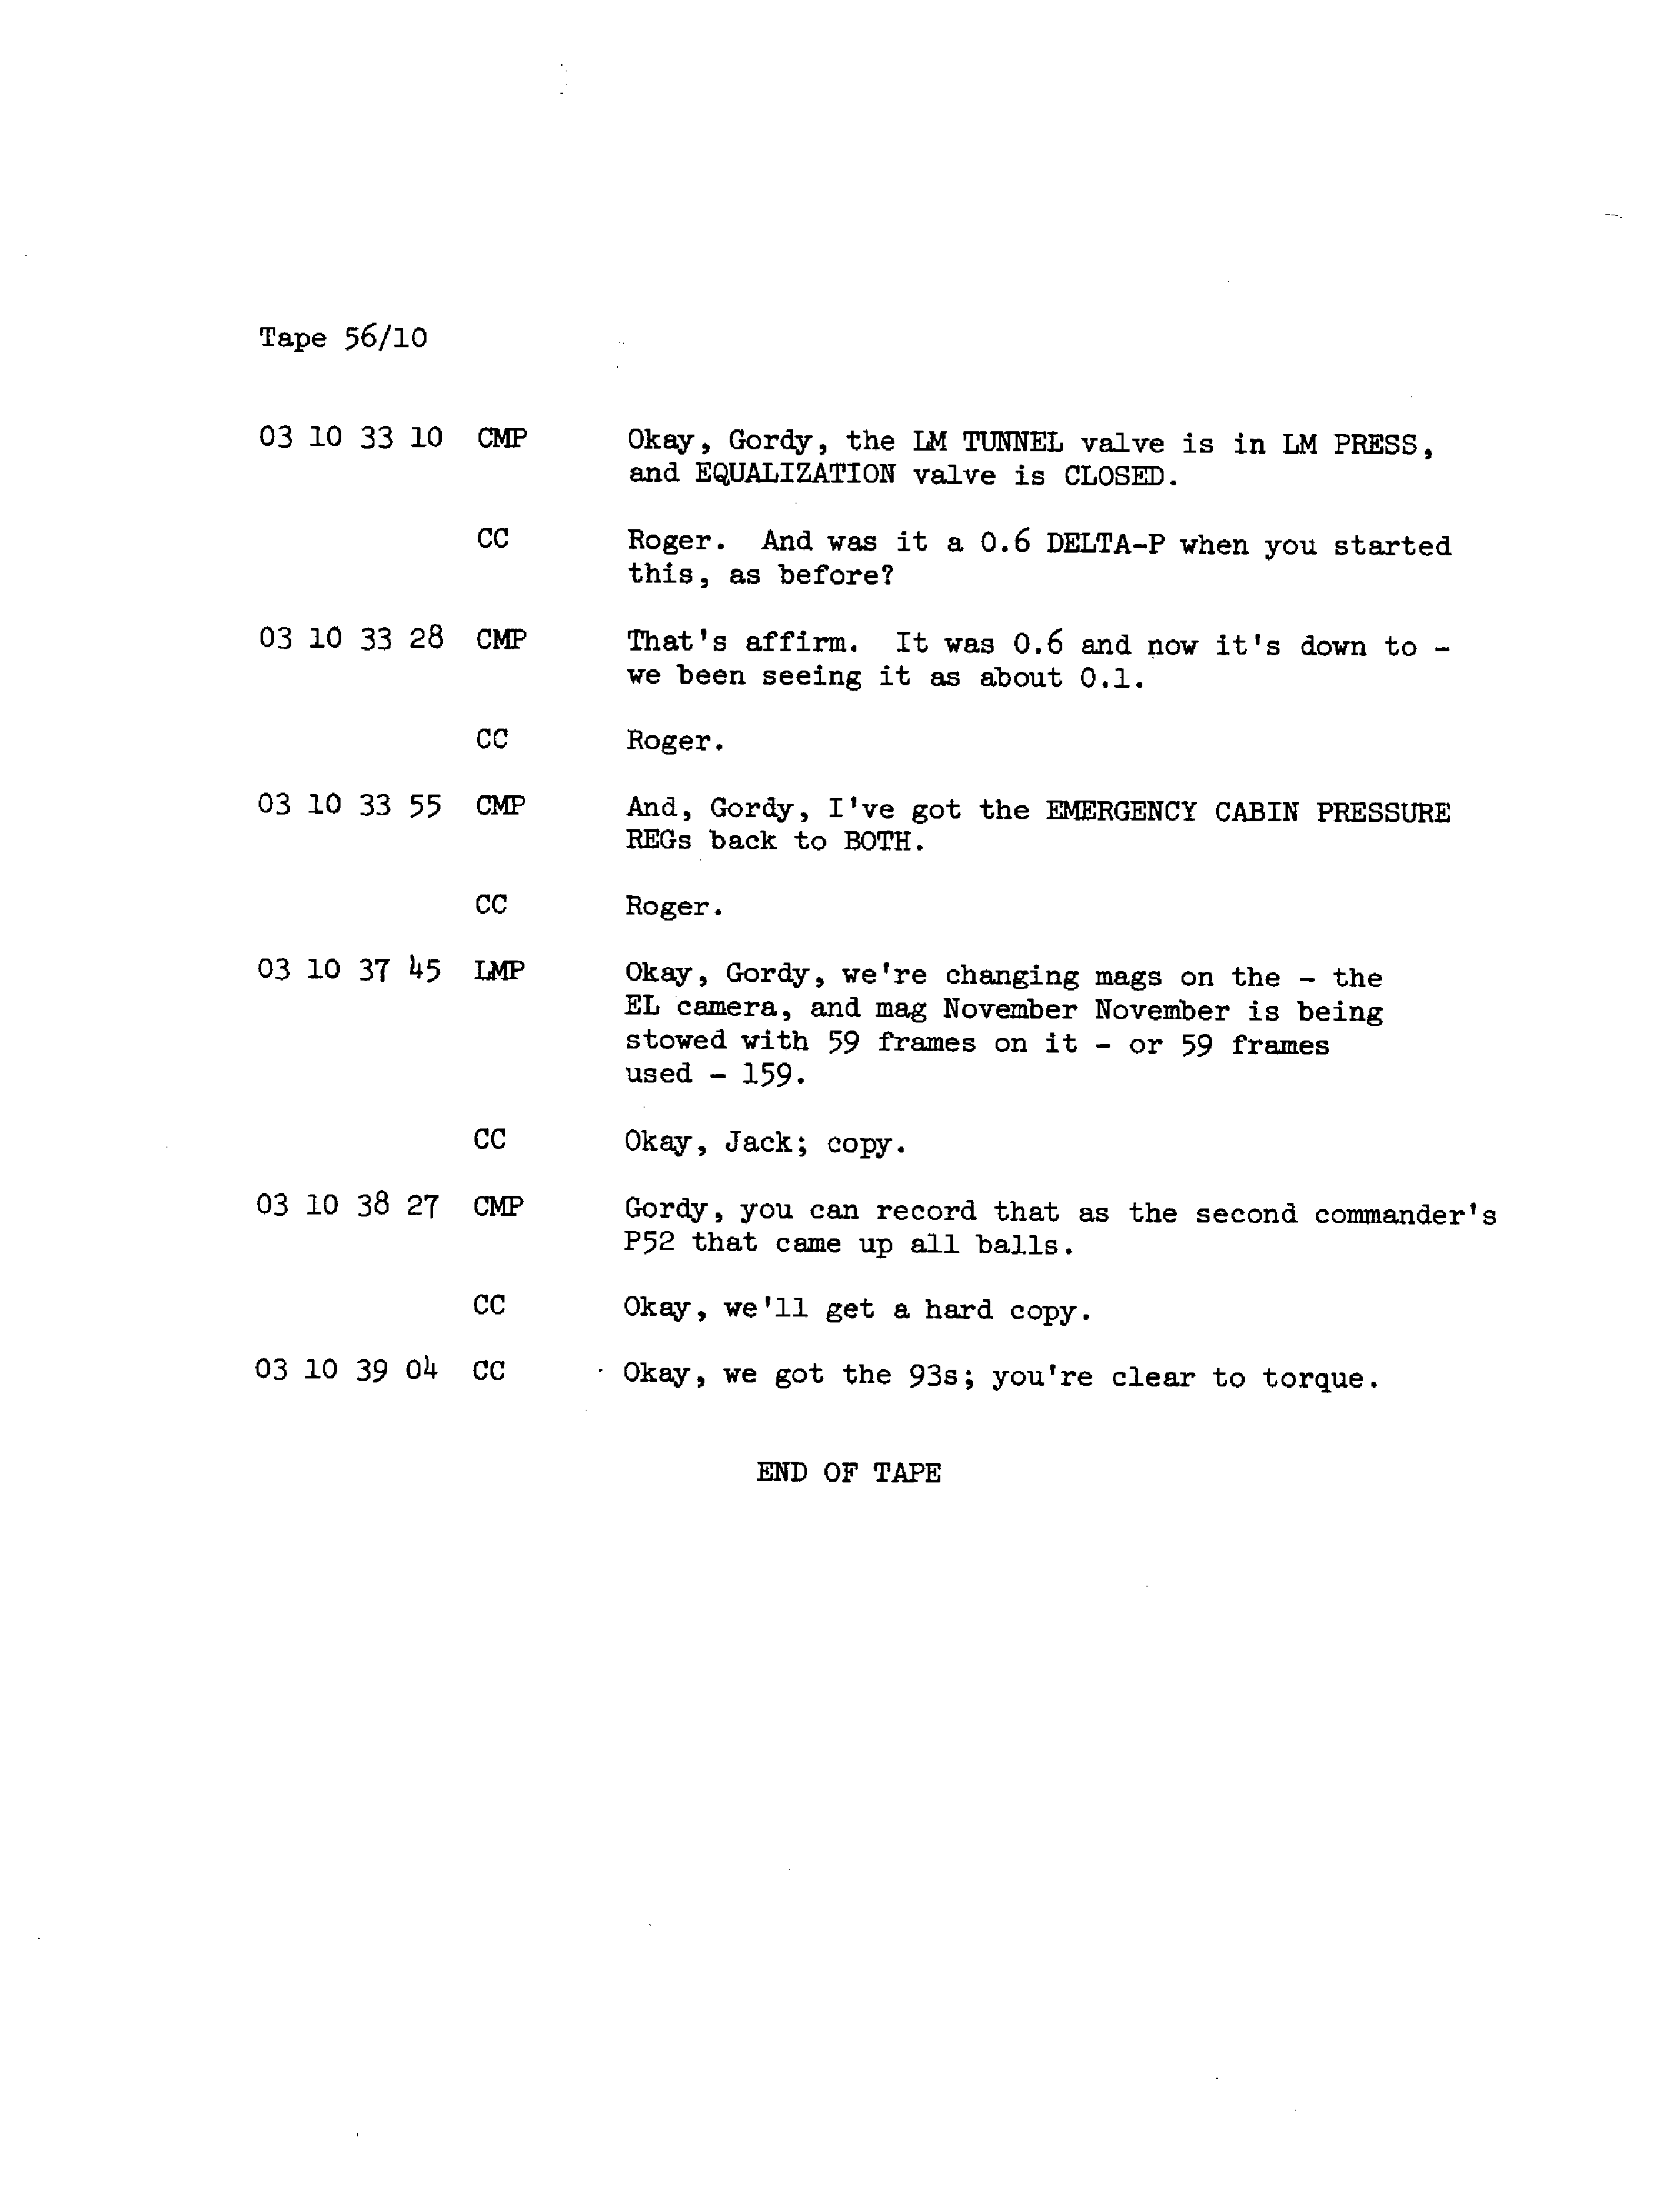 Tape 56/10
03 10 33 10 CMP Okay, Gordy, the LM TUNNEL valve is in LM PRESS,
and EQUALIZATION valve is CLOSED.
CC Roger. And was it a 0.6 DELTA-P when you started
this, as before?
03 10 33 28 CMP That's affirm. It was 0.6 and now it's down to -
we been seeing it as about 0.1.
CC Roger.
03 10 33 55 CMP And, Gordy, I've got the EMERGENCY CABIN PRESSURE
REGs back to BOTH.
CC Roger.
03 10 37 45 LMP Okay, Gordy, we're changing mags on the - the
EL camera, and mag November November is being
stowed with 59 frames on it - or 59 frames
used - 159.
CC Okay, Jack; copy.
03 10 38 27 CMP Gordy, you can record that as the second commander's
P52 that came up all balls.
CC Okay, we'll get a hard copy.
03 10 39 04 CC Okay, we got the 93s; you're clear to torque.
END OF TAPE